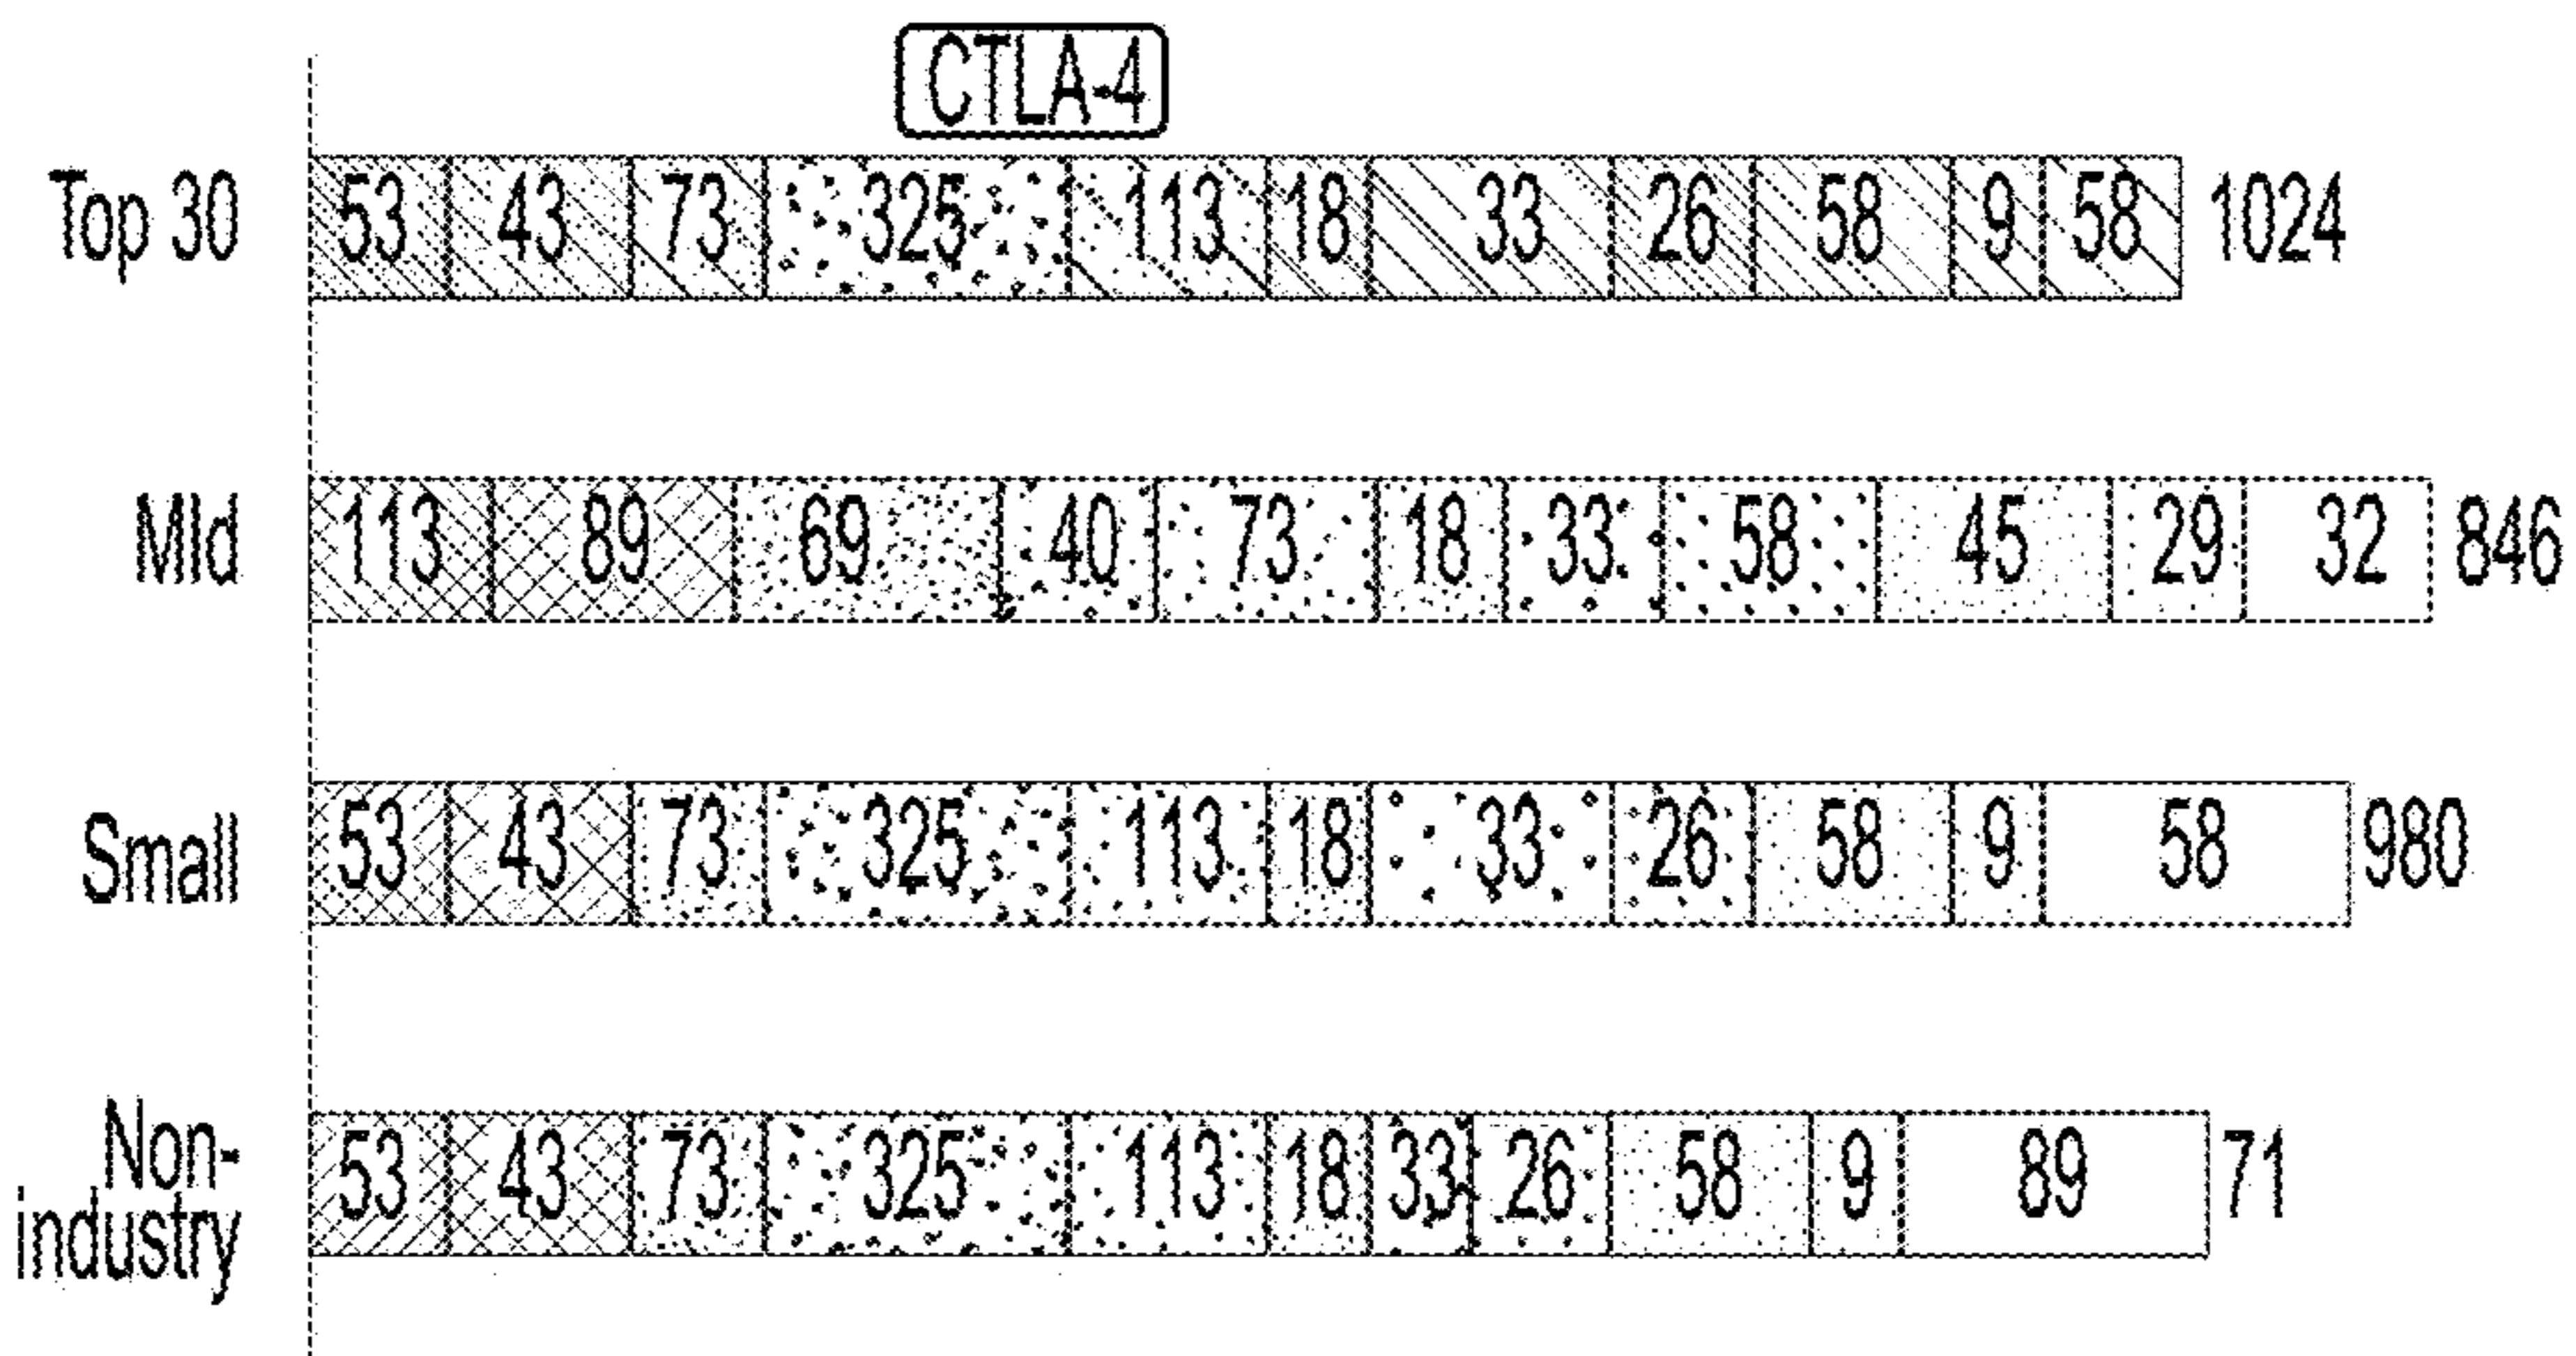 CTLA-4
Top 30 53 43 73 325 113 18 33 26 58 9 58 1024
MId 113 89 69 40 73 18 33 58 45 29 32 846
Small 53 43 73 325 113 18 33 26 58 9 58 980
Non-
industry 53 43 73 325 113 18 33 26 58 9 89 71